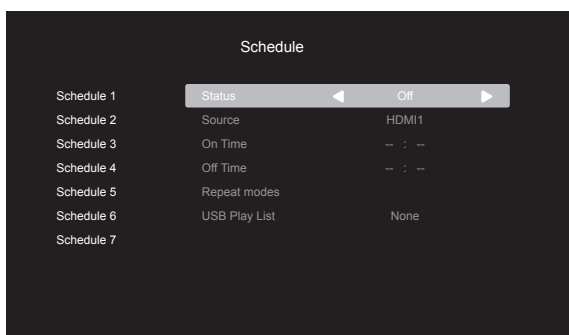 Schedule
Schedule 1 Status Off
Schedule 2 Source HDMI1
Schedule 3 On Time -- : --
Schedule 4 Off Time -- : --
Schedule 5 Repeat modes
Schedule 6 USB Play List None
Schedule 7